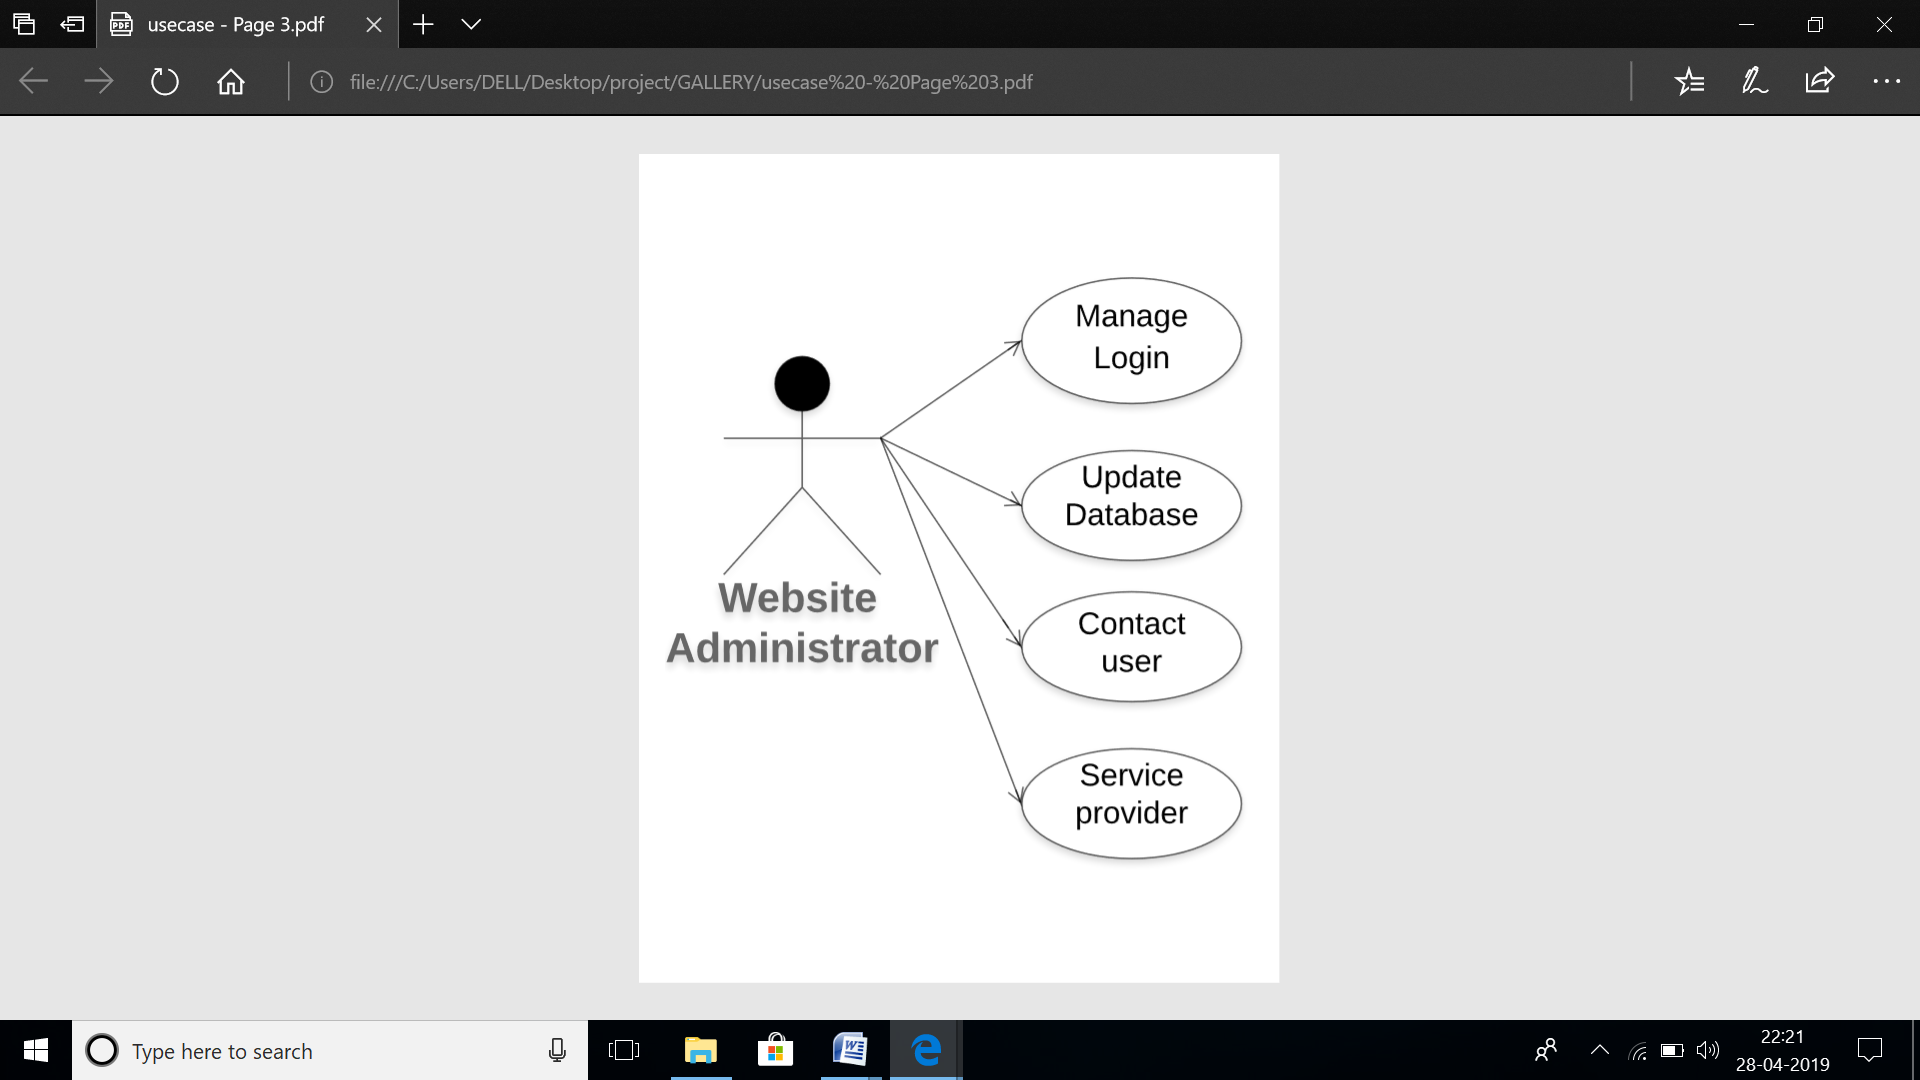 usecase - Page 3.pdf
file:///C:/Users/DELL/Desktop/project/GALLERY/usecase%20-%20Page%203.pdf
Manage
Login
Update
Database
Website
Administrator
Contact
user
Service
provider
Type here to search
22:21
28-04-2019